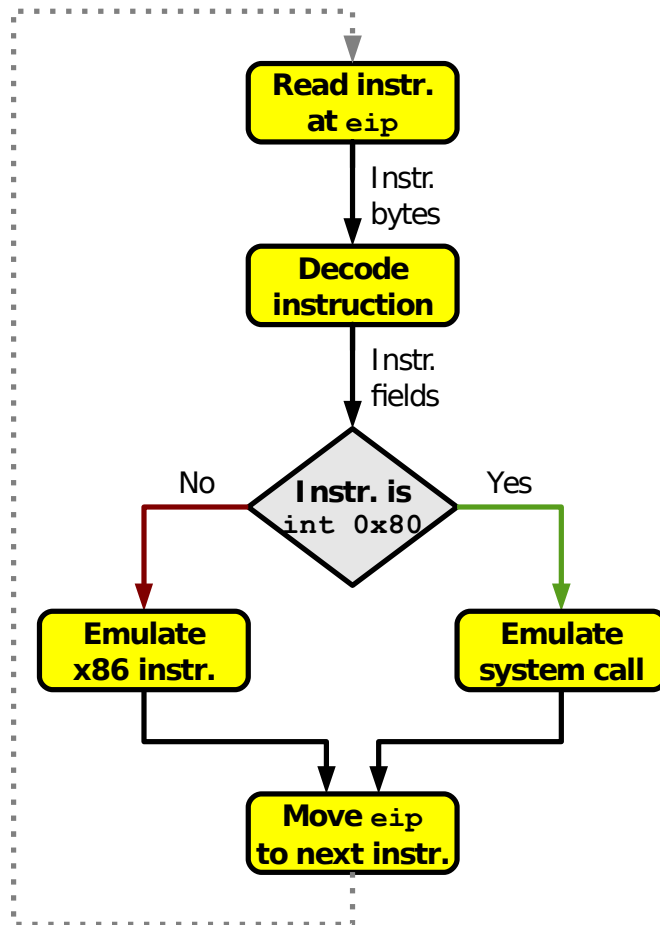 Read instr.
at eip
Instr.
bytes
Decode
instruction
Instr.
fields
No
Instr. is
int 0x80
Yes
Emulate
x86 instr.
Emulate
system call
Move eip
to next instr.